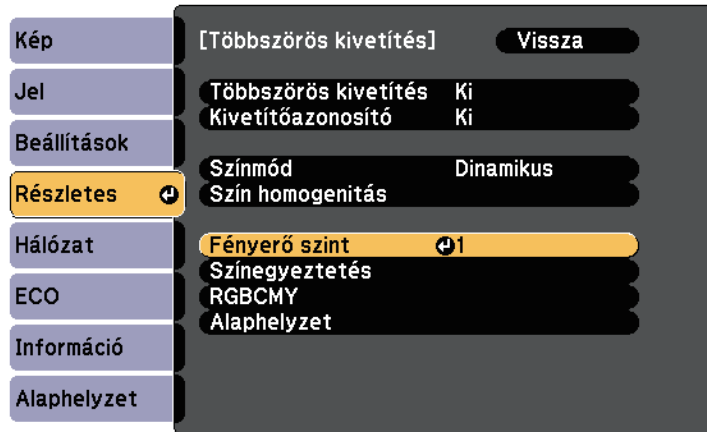 Kép
Jel
Beállítások
Részletes
Hálózat
ECO
Információ
Alaphelyzet
[Többszörös kivetítés] Vissza
Többszörös kivetítés Ki
Kivetítőazonosító Ki
Színmód Dinamikus
Szín homogenitás
Fényerő szint 1
Színegyeztetés
RGBCMY
Alaphelyzet